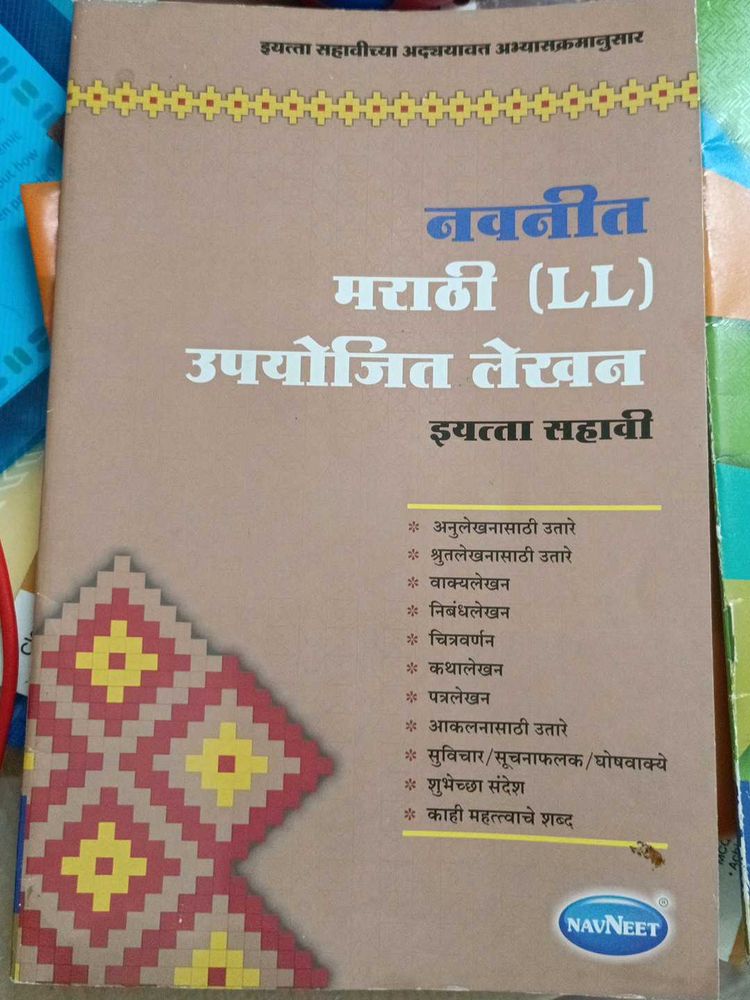 इयत्ता सहावीच्या अद्ययावत अभ्यासक्रमानुसार
नवनीत
मराठी (LL)
उपयोजित लेखन
इयत्ता सहावी
* अनुलेखनासाठी उतारे
* श्रुतलेखनासाठी उतारे
* वाक्यलेखन
* निबंधलेखन
* चित्रवर्णन
* कथालेखन
* पत्रलेखन
* आकलनासाठी उतारे
* सुविचार/सूचनाफलक/घोषवाक्ये
* शुभेच्छा संदेश
* काही महत्त्वाचे शब्द
NAVNEET